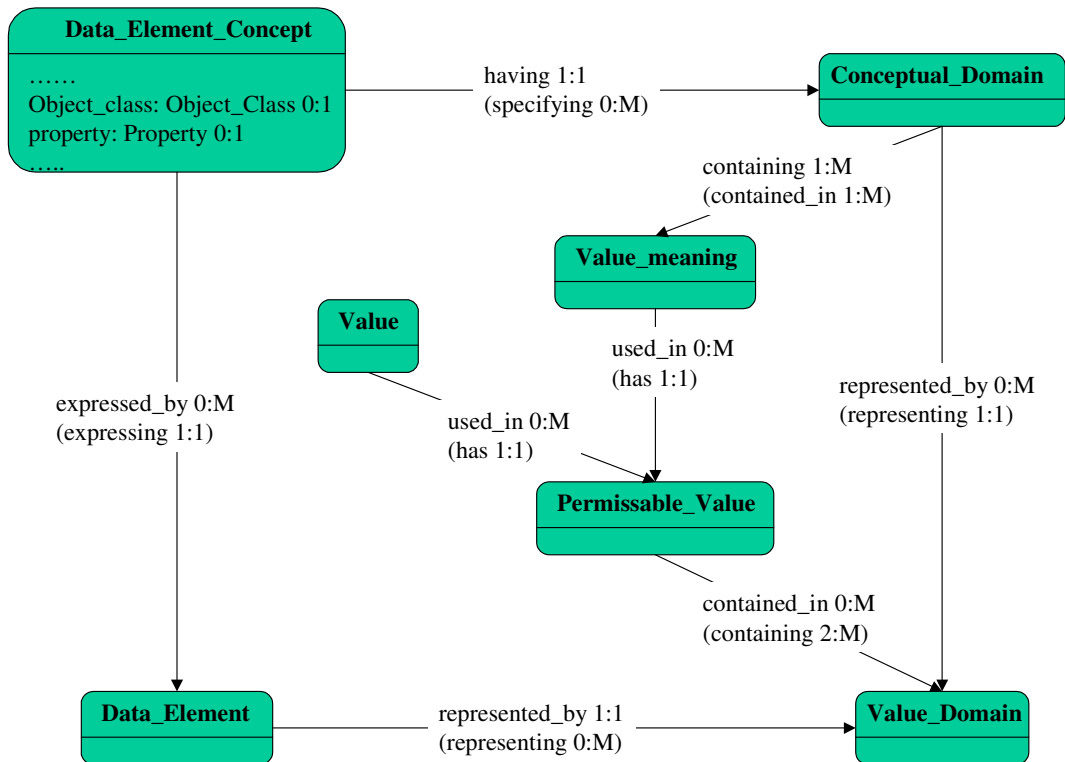 Data_Element_Concept
……
Object_class: Object_Class 0:1
property: Property 0:1
…..
having 1:1
(specifying 0:M)
Conceptual_Domain
containing 1:M
(contained_in 1:M)
Value_meaning
Value
used_in 0:M
(has 1:1)
expressed_by 0:M
(expressing 1:1)
used_in 0:M
(has 1:1)
represented_by 0:M
(representing 1:1)
Permissable_Value
contained_in 0:M
(containing 2:M)
Data_Element
represented_by 1:1
(representing 0:M)
Value_Domain